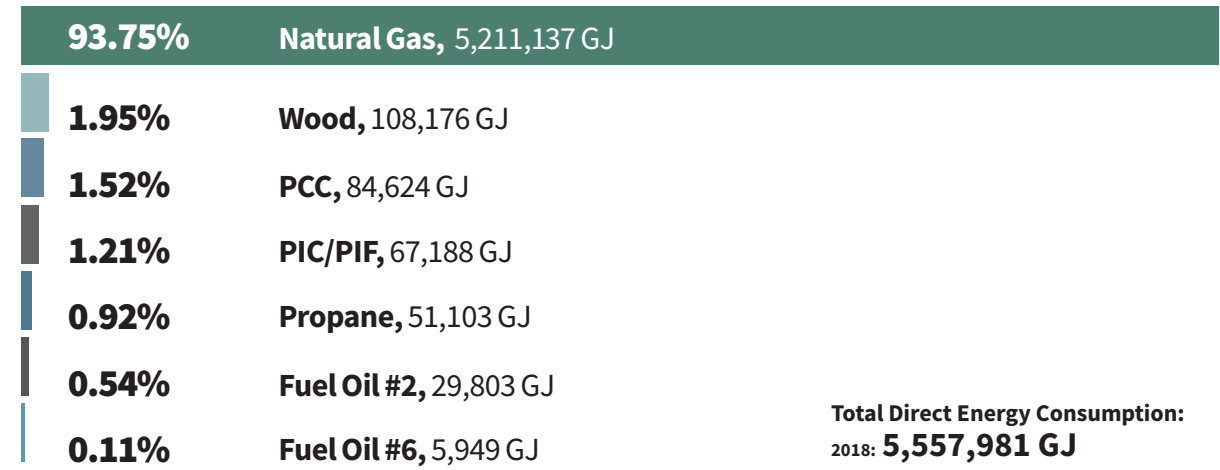 93.75% Natural Gas, 5,211,137 GJ
1.95% Wood, 108,176 GJ
1.52% PCC, 84,624 GJ
1.21% PIC/PIF, 67,188 GJ
0.92% Propane, 51,103 GJ
0.54% Fuel Oil #2, 29,803 GJ
0.11% Fuel Oil #6, 5,949 GJ
Total Direct Energy Consumption:
2018: 5,557,981 GJ